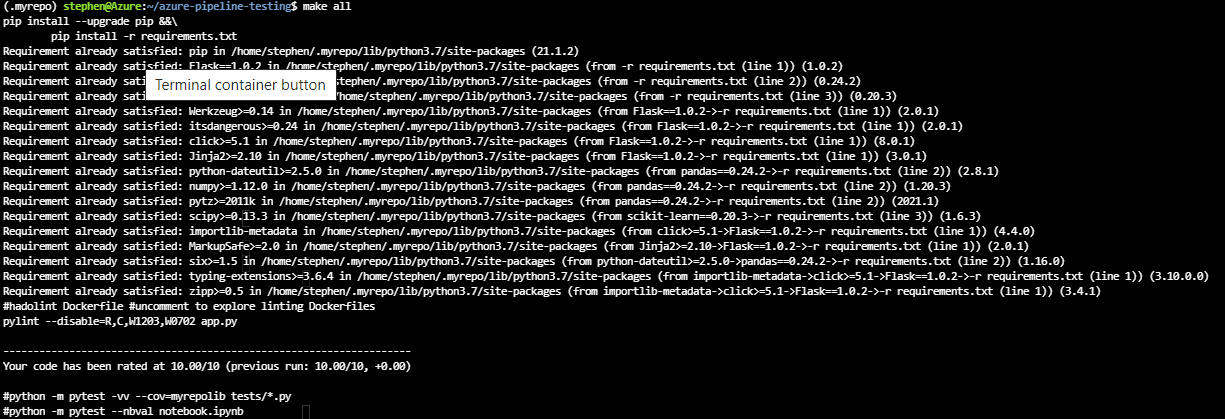 (.myrepo) stephen@Azure:~/azure-pipeline-testing$ make all
pip install --upgrade pip &&\
        pip install -r requirements.txt
Requirement already satisfied: pip in /home/stephen/.myrepo/lib/python3.7/site-packages (21.1.2)
Requirement already satisfied: Flask==1.0.2 in /home/stephen/.myrepo/lib/python3.7/site-packages (from -r requirements.txt (line 1)) (1.0.2)
Requirement already sati /stephen/.myrepo/lib/python3.7/site-packages (from -r requirements.txt (line 2)) (0.24.2)
Terminal container button
Requirement already sati /home/stephen/.myrepo/lib/python3.7/site-packages (from -r requirements.txt (line 3)) (0.20.3)
Requirement already satisfied: Werkzeug>=0.14 in /home/stephen/.myrepo/lib/python3.7/site-packages (from Flask==1.0.2->-r requirements.txt (line 1)) (2.0.1)
Requirement already satisfied: itsdangerous>=0.24 in /home/stephen/.myrepo/lib/python3.7/site-packages (from Flask==1.0.2->-r requirements.txt (line 1)) (2.0.1)
Requirement already satisfied: click>=5.1 in /home/stephen/.myrepo/lib/python3.7/site-packages (from Flask==1.0.2->-r requirements.txt (line 1)) (8.0.1)
Requirement already satisfied: Jinja2>=2.10 in /home/stephen/.myrepo/lib/python3.7/site-packages (from Flask==1.0.2->-r requirements.txt (line 1)) (3.0.1)
Requirement already satisfied: python-dateutil>=2.5.0 in /home/stephen/.myrepo/lib/python3.7/site-packages (from pandas==0.24.2->-r requirements.txt (line 2)) (2.8.1)
Requirement already satisfied: numpy>=1.12.0 in /home/stephen/.myrepo/lib/python3.7/site-packages (from pandas==0.24.2->-r requirements.txt (line 2)) (1.20.3)
Requirement already satisfied: pytz>=2011k in /home/stephen/.myrepo/lib/python3.7/site-packages (from pandas==0.24.2->-r requirements.txt (line 2)) (2021.1)
Requirement already satisfied: scipy>=0.13.3 in /home/stephen/.myrepo/lib/python3.7/site-packages (from scikit-learn==0.20.3->-r requirements.txt (line 3)) (1.6.3)
Requirement already satisfied: importlib-metadata in /home/stephen/.myrepo/lib/python3.7/site-packages (from click>=5.1->Flask==1.0.2->-r requirements.txt (line 1)) (4.4.0)
Requirement already satisfied: MarkupSafe>=2.0 in /home/stephen/.myrepo/lib/python3.7/site-packages (from Jinja2>=2.10->Flask==1.0.2->-r requirements.txt (line 1)) (2.0.1)
Requirement already satisfied: six>=1.5 in /home/stephen/.myrepo/lib/python3.7/site-packages (from python-dateutil>=2.5.0->pandas==0.24.2->-r requirements.txt (line 2)) (1.16.0)
Requirement already satisfied: typing-extensions>=3.6.4 in /home/stephen/.myrepo/lib/python3.7/site-packages (from importlib-metadata->click>=5.1->Flask==1.0.2->-r requirements.txt (line 1)) (3.10.0.0)
Requirement already satisfied: zipp>=0.5 in /home/stephen/.myrepo/lib/python3.7/site-packages (from importlib-metadata->click>=5.1->Flask==1.0.2->-r requirements.txt (line 1)) (3.4.1)
#hadolint Dockerfile #uncomment to explore linting Dockerfiles
pylint --disable=R,C,W1203,W0702 app.py
--------------------------------------------------------------------
Your code has been rated at 10.00/10 (previous run: 10.00/10, +0.00)
#python -m pytest -vv --cov=myrepolib tests/*.py
#python -m pytest --nbval notebook.ipynb